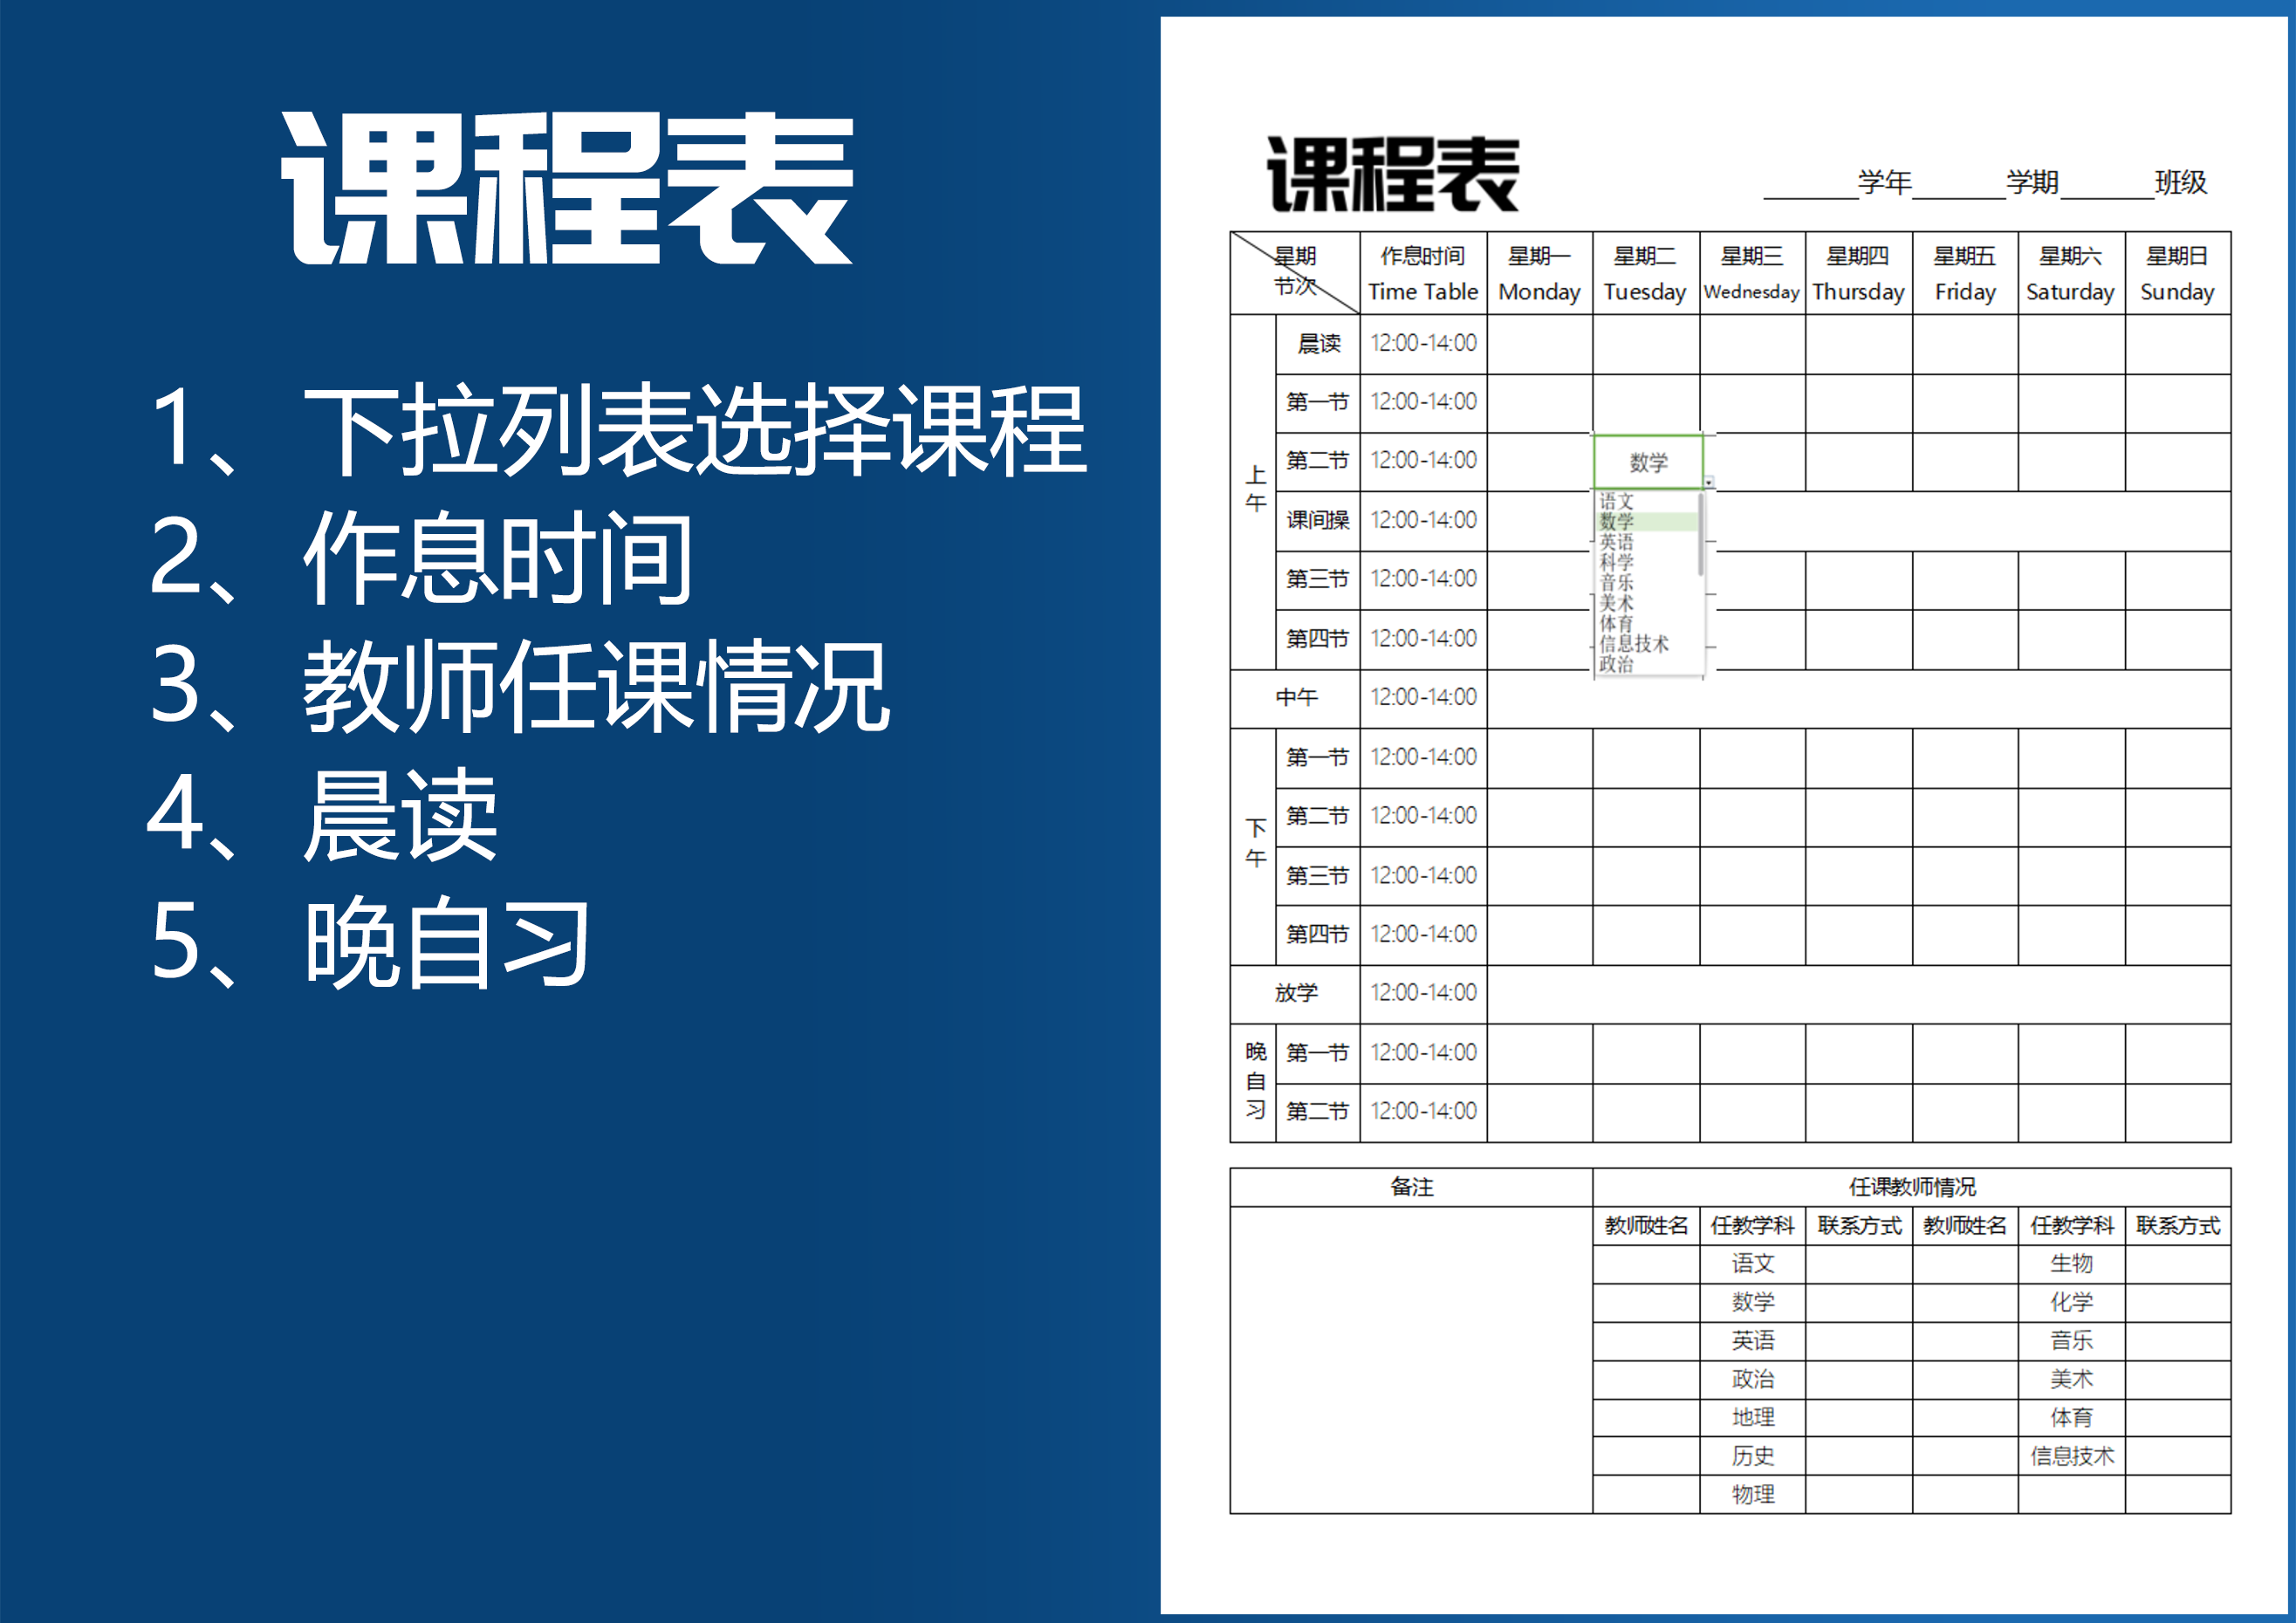 课程表
1、下拉列表选择课程
2、作息时间
3、教师任课情况
4、晨读
5、晚自习
课程表
______学年______学期______班级
星期 作息时间 星期一 星期二 星期三 星期四 星期五 星期六 星期日
节次 Time Table Monday Tuesday Wednesday Thursday Friday Saturday Sunday
上午
晨读 12:00-14:00
第一节 12:00-14:00
第二节 12:00-14:00 数学
课间操 12:00-14:00
第三节 12:00-14:00
第四节 12:00-14:00
语文
数学
英语
科学
音乐
美术
体育
信息技术
政治
中午 12:00-14:00
下午
第一节 12:00-14:00
第二节 12:00-14:00
第三节 12:00-14:00
第四节 12:00-14:00
放学 12:00-14:00
晚自习
第一节 12:00-14:00
第二节 12:00-14:00
备注 任课教师情况
教师姓名 任教学科 联系方式 教师姓名 任教学科 联系方式
语文 生物
数学 化学
英语 音乐
政治 美术
地理 体育
历史 信息技术
物理